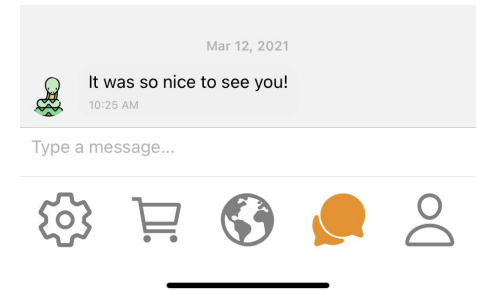 Mar 12, 2021
It was so nice to see you!
10:25 AM
Type a message...